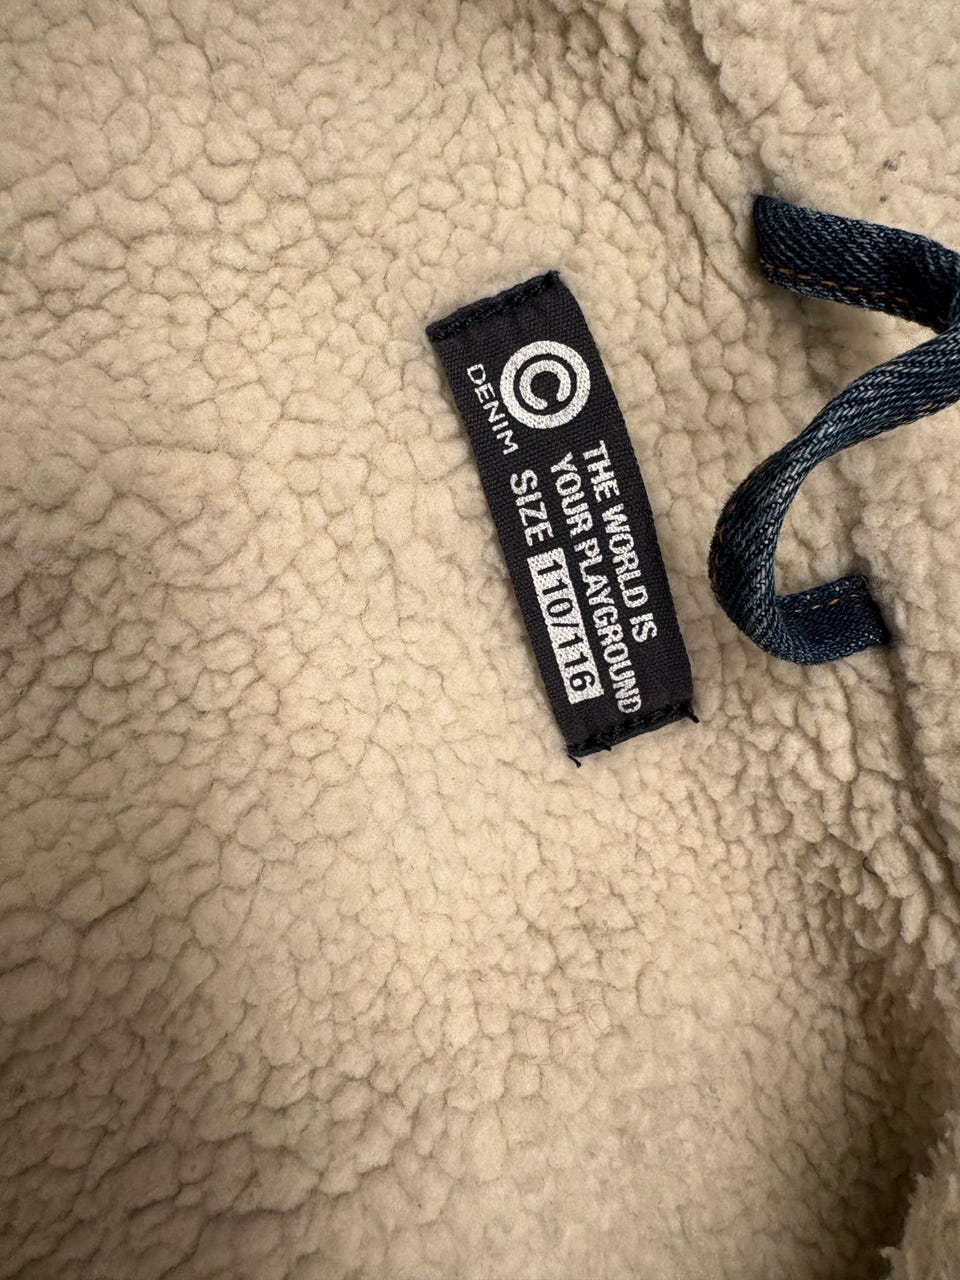 ©
DENIM
THE WORLD IS
YOUR PLAYGROUND
SIZE 110/116